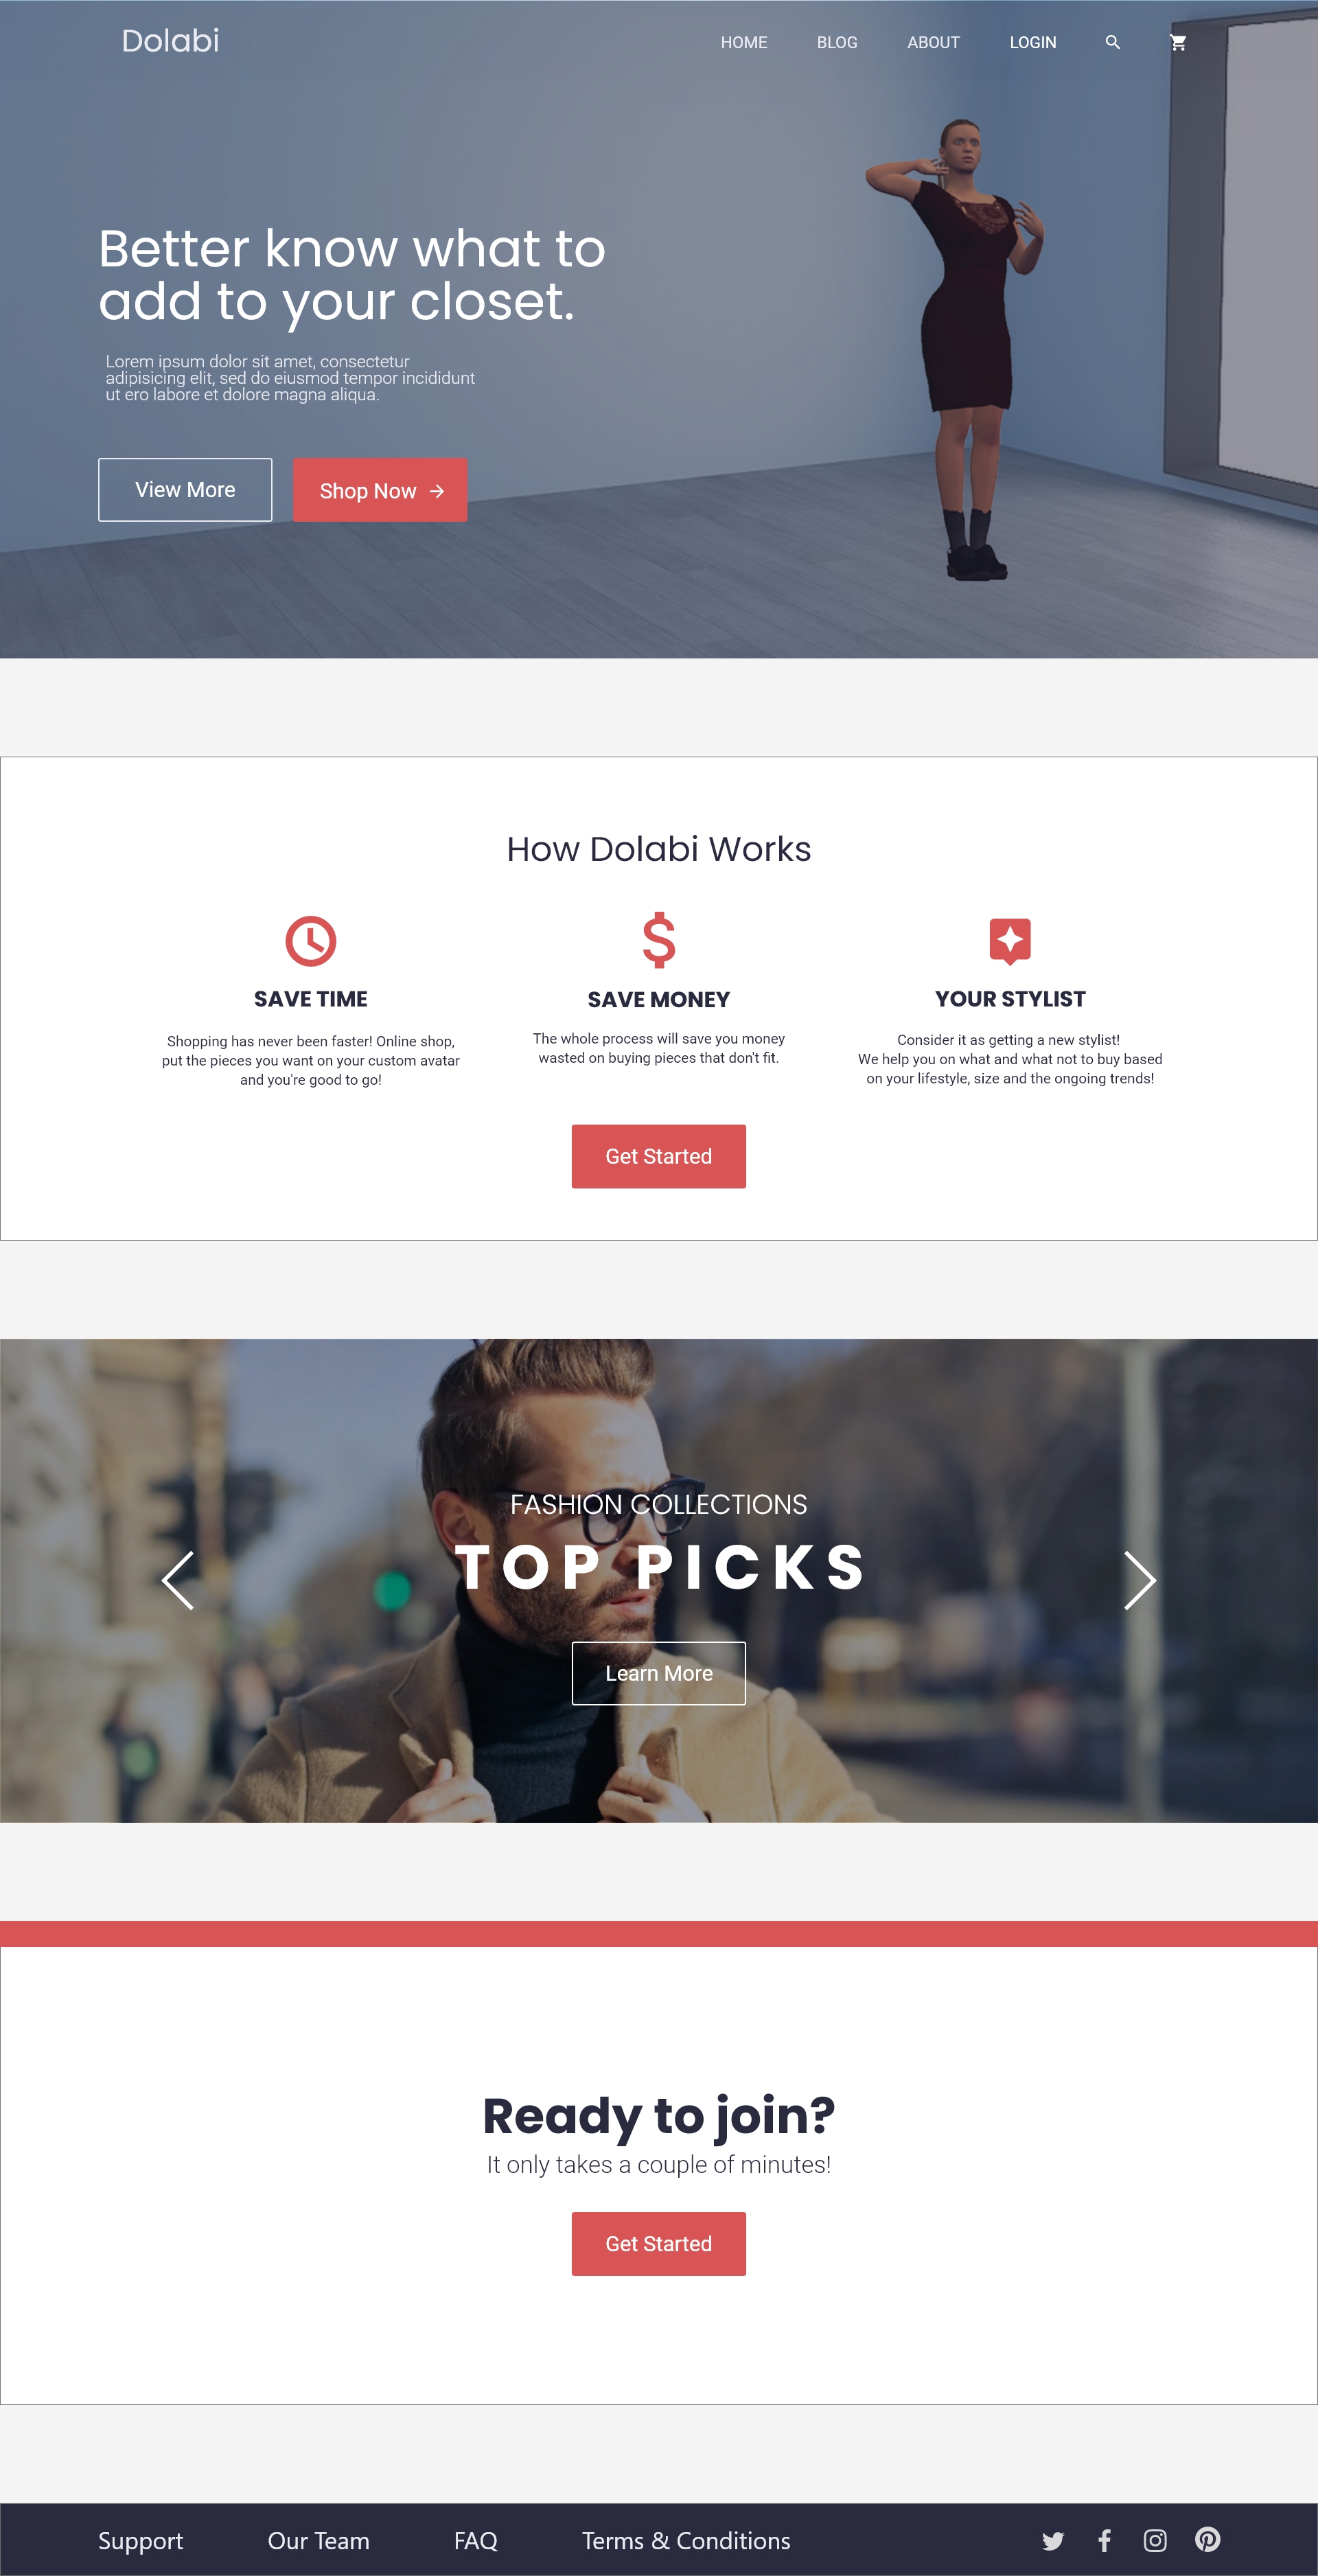 Dolabi
HOME BLOG ABOUT LOGIN
Better know what to
add to your closet.
Lorem ipsum dolor sit amet, consectetur
adipisicing elit, sed do eiusmod tempor incididunt
ut ero labore et dolore magna aliqua.
View More
Shop Now
How Dolabi Works
SAVE TIME
Shopping has never been faster! Online shop,
put the pieces you want on your custom avatar
and you're good to go!
SAVE MONEY
The whole process will save you money
wasted on buying pieces that don't fit.
YOUR STYLIST
Consider it as getting a new stylist!
We help you on what and what not to buy based
on your lifestyle, size and the ongoing trends!
Get Started
FASHION COLLECTIONS
TOP PICKS
Learn More
Ready to join?
It only takes a couple of minutes!
Get Started
Support Our Team FAQ Terms & Conditions